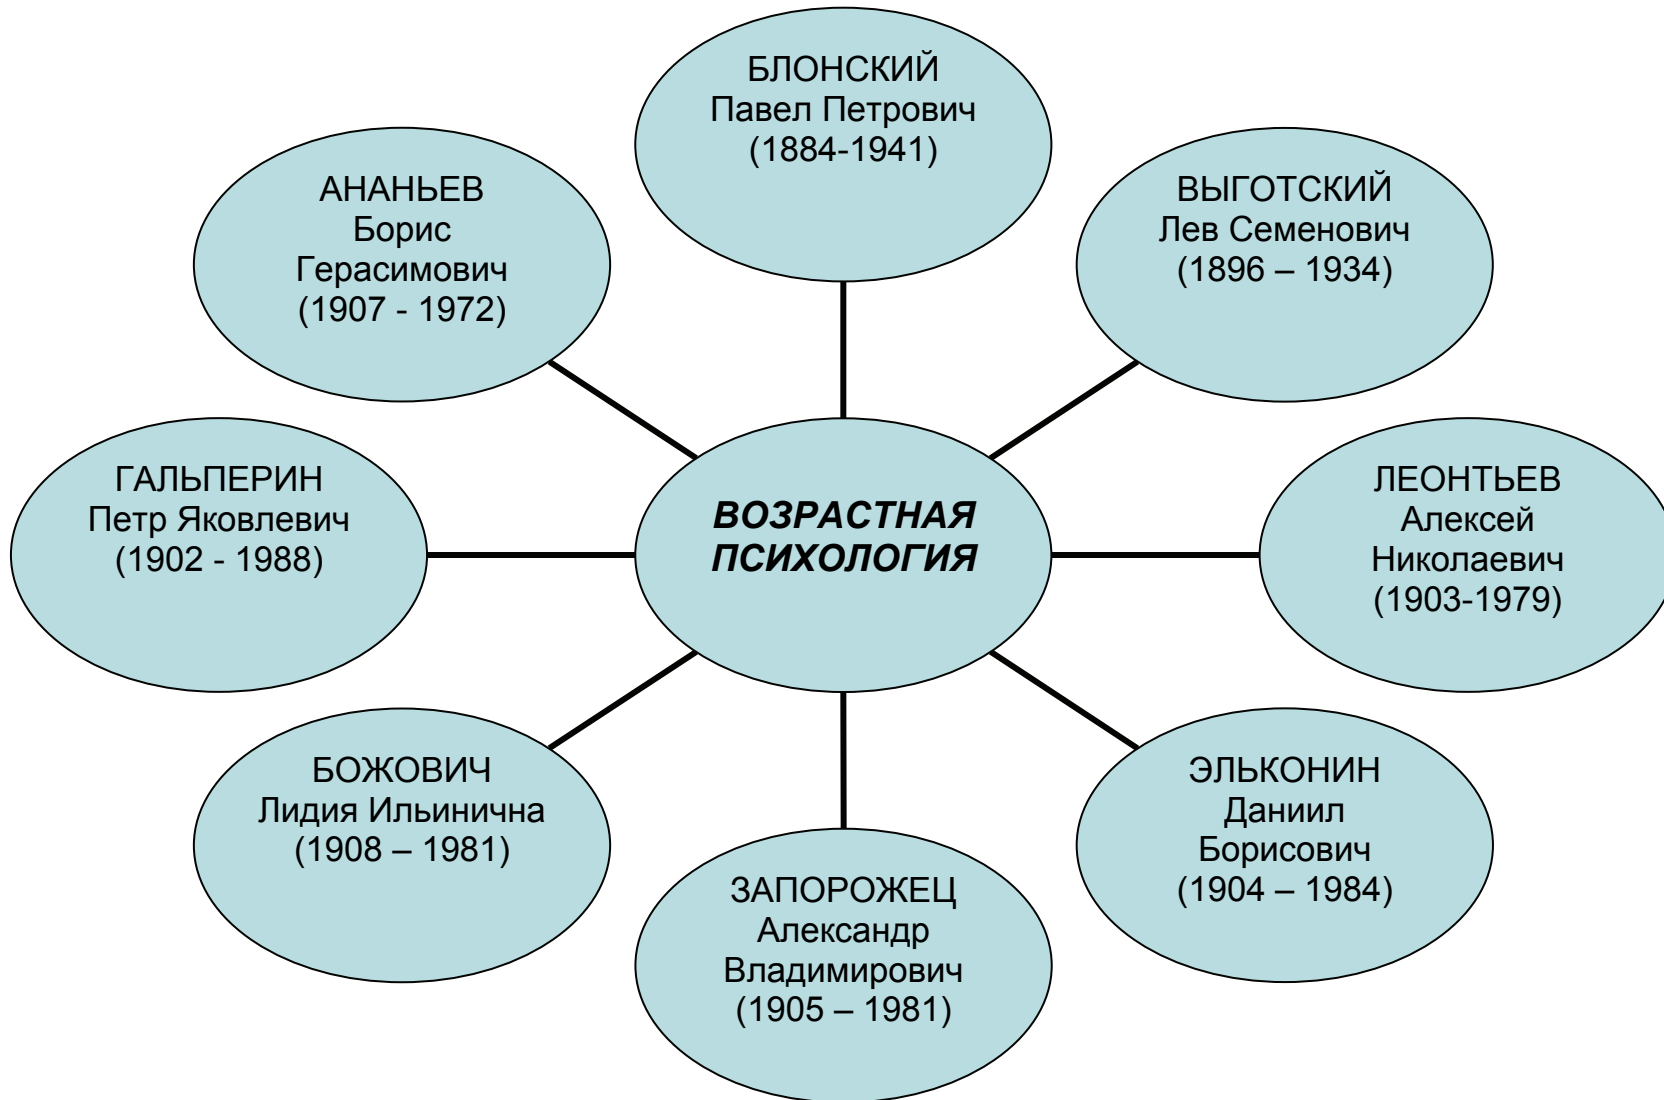 БЛОНСКИЙ
Павел Петрович
(1884-1941)
АНАНЬЕВ
Борис
Герасимович
(1907 - 1972)
ВЫГОТСКИЙ
Лев Семенович
(1896 – 1934)
ГАЛЬПЕРИН
Петр Яковлевич
(1902 - 1988)
ВОЗРАСТНАЯ
ПСИХОЛОГИЯ
ЛЕОНТЬЕВ
Алексей
Николаевич
(1903-1979)
БОЖОВИЧ
Лидия Ильинична
(1908 – 1981)
ЭЛЬКОНИН
Даниил
Борисович
(1904 – 1984)
ЗАПОРОЖЕЦ
Александр
Владимирович
(1905 – 1981)